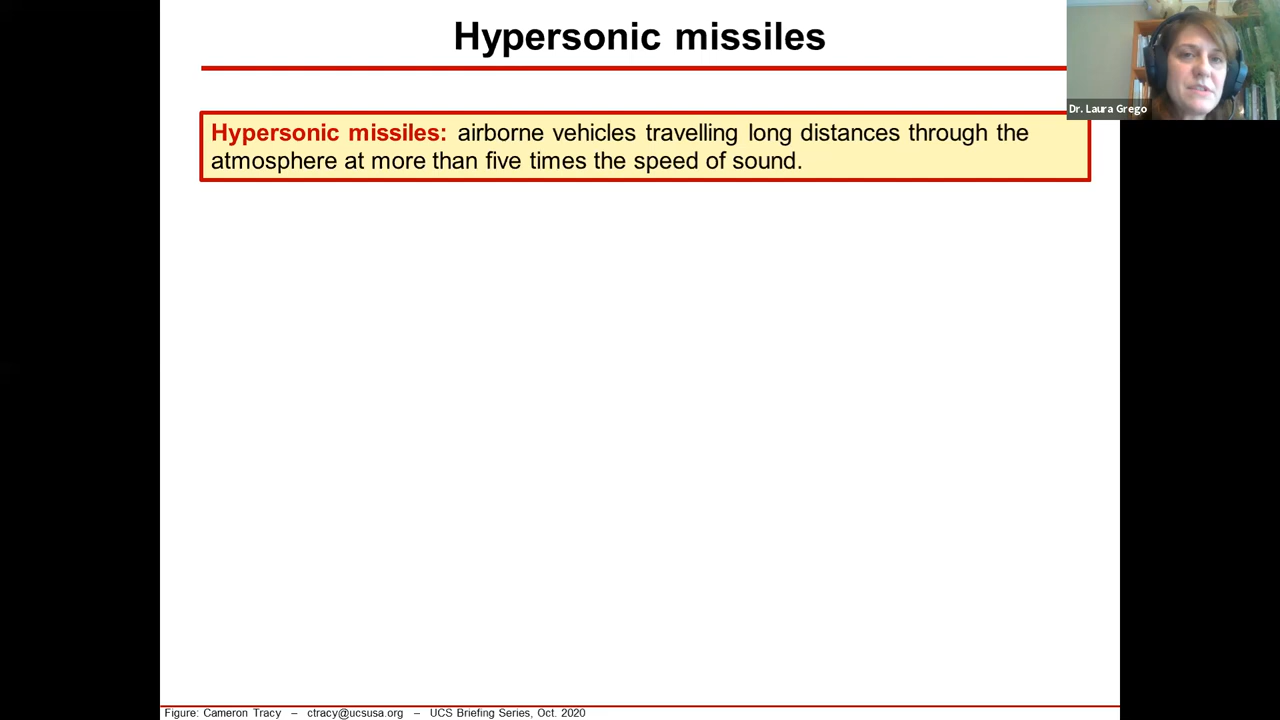 Hypersonic missiles
Dr. Laura Grego
Hypersonic missiles: airborne vehicles travelling long distances through the
atmosphere at more than five times the speed of sound.
Figure: Cameron Tracy – ctracy@ucsusa.org – UCS Briefing Series, Oct. 2020